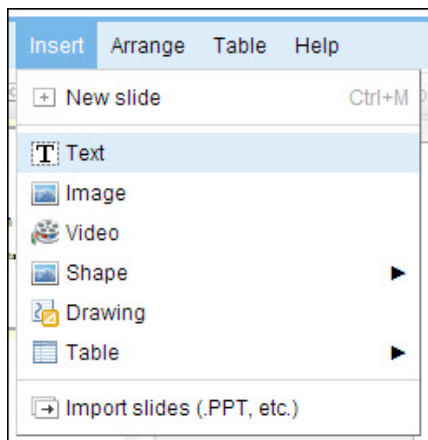 Insert Arrange Table Help
New slide Ctrl+M
Text
Image
Video
Shape
Drawing
Table
Import slides (.PPT, etc.)